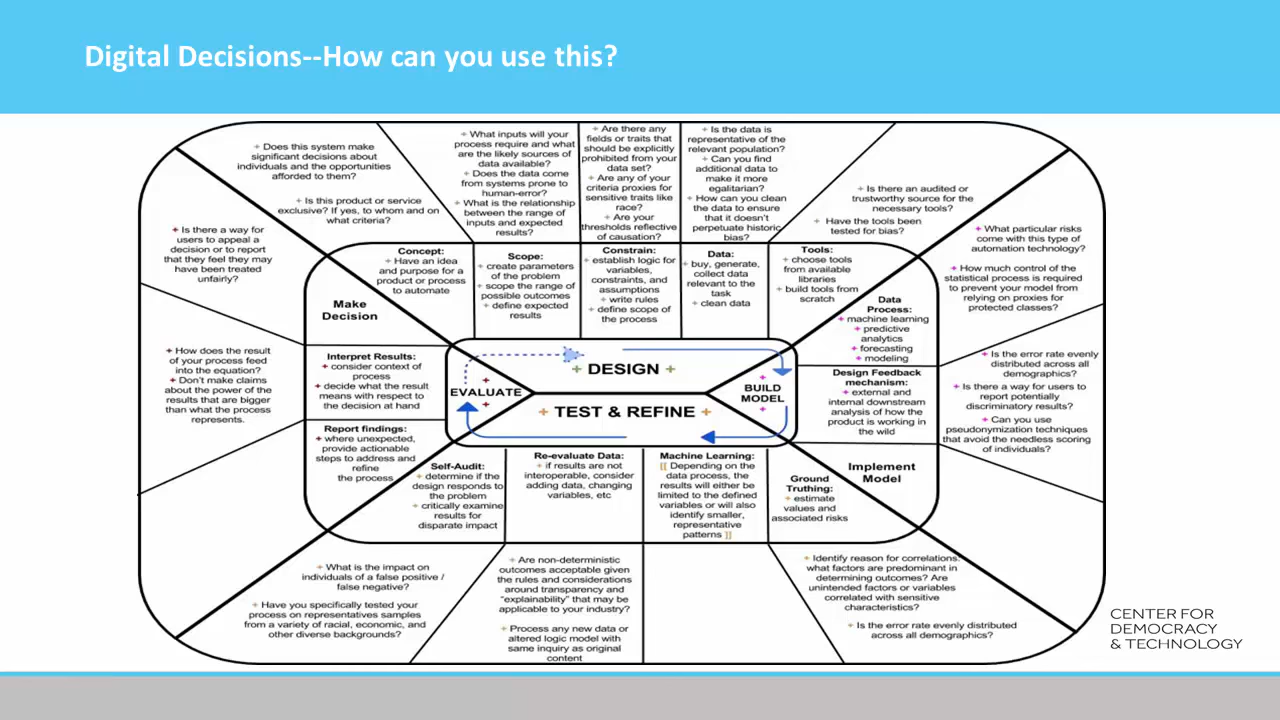 Digital Decisions--How can you use this?
+ Does this system make
significant decisions about
individuals and the opportunities
afforded to them?
+ Is this product or service
exclusive? If yes, to whom and on
what criteria?
+ What inputs will your
process require and what
are the likely sources of
data available?
+ Does the data come
from systems prone to
human-error?
+ What is the relationship
between the range of
inputs and expected
results?
+ Are there any
fields or traits that
should be explicitly
prohibited from your
data set?
+ Are any of your
criteria proxies for
sensitive traits like
race?
+ Are your
thresholds reflective
of causation?
+ Is the data is
representative of the
relevant population?
+ Can you find
additional data to
make it more
egalitarian?
+ How can you clean
the data to ensure
that it doesn't
perpetuate historic
bias?
+ Is there an audited or
trustworthy source for the
necessary tools?
+ Have the tools been
tested for bias?
+ Is there a way for
users to appeal a
decision or to report
that they feel they may
have been treated
unfairly?
+ How does the result
of your process feed
into the equation?
+ Don't make claims
about the power of the
results that are bigger
than what the process
represents.
Concept:
+ Have an idea
and purpose for a
product or process
to automate
Scope:
+ create parameters
of the problem
+ scope the range of
possible outcomes
+ define expected
results
Constrain:
+ establish logic for
variables,
constraints, and
assumptions
+ write rules
+ define scope of
the process
Data:
+ buy, generate,
collect data
relevant to the
task
+ clean data
Tools:
+ choose tools
from available
libraries
+ build tools from
scratch
Data
Process:
+ machine learning
+ predictive
analytics
+ forecasting
+ modeling
Design Feedback
mechanism:
+ external and
internal downstream
analysis of how the
product is working in
the wild
Implement
Model
+ What particular risks
come with this type of
automation technology?
+ How much control of the
statistical process is required
to prevent your model from
relying on proxies for
protected classes?
+ Is the error rate evenly
distributed across all
demographics?
+ Is there a way for users to
report potentially
discriminatory results?
+ Can you use
pseudonymization techniques
that avoid the needless scoring
of individuals?
Make
Decision
Interpret Results:
+ consider context of
process
+ decide what the result
means with respect to
the decision at hand
Report findings:
+ where unexpected,
provide actionable
steps to address and
refine
the process
+ DESIGN +
+ EVALUATE +
+ BUILD
MODEL +
+ TEST & REFINE +
Self-Audit:
+ determine if the
design responds to
the problem
+ critically examine
results for
disparate impact
Re-evaluate Data:
+ if results are not
interoperable, consider
adding data, changing
variables, etc
Machine Learning:
[[ Depending on the
data process, the
results will either be
limited to the defined
variables or will also
identify smaller,
representative
patterns ]]
Ground
Truthing:
+ estimate
values and
associated risks
+ What is the impact on
individuals of a false positive /
false negative?
+ Have you specifically tested your
process on representatives samples
from a variety of racial, economic, and
other diverse backgrounds?
+ Are non-deterministic
outcomes acceptable given
the rules and considerations
around transparency and
"explainability" that may be
applicable to your industry?
+ Process any new data or
altered logic model with
same inquiry as original
content
+ Identify reason for correlations:
what factors are predominant in
determining outcomes? Are
unintended factors or variables
correlated with sensitive
characteristics?
+ Is the error rate evenly distributed
across all demographics?
CENTER FOR
DEMOCRACY
& TECHNOLOGY